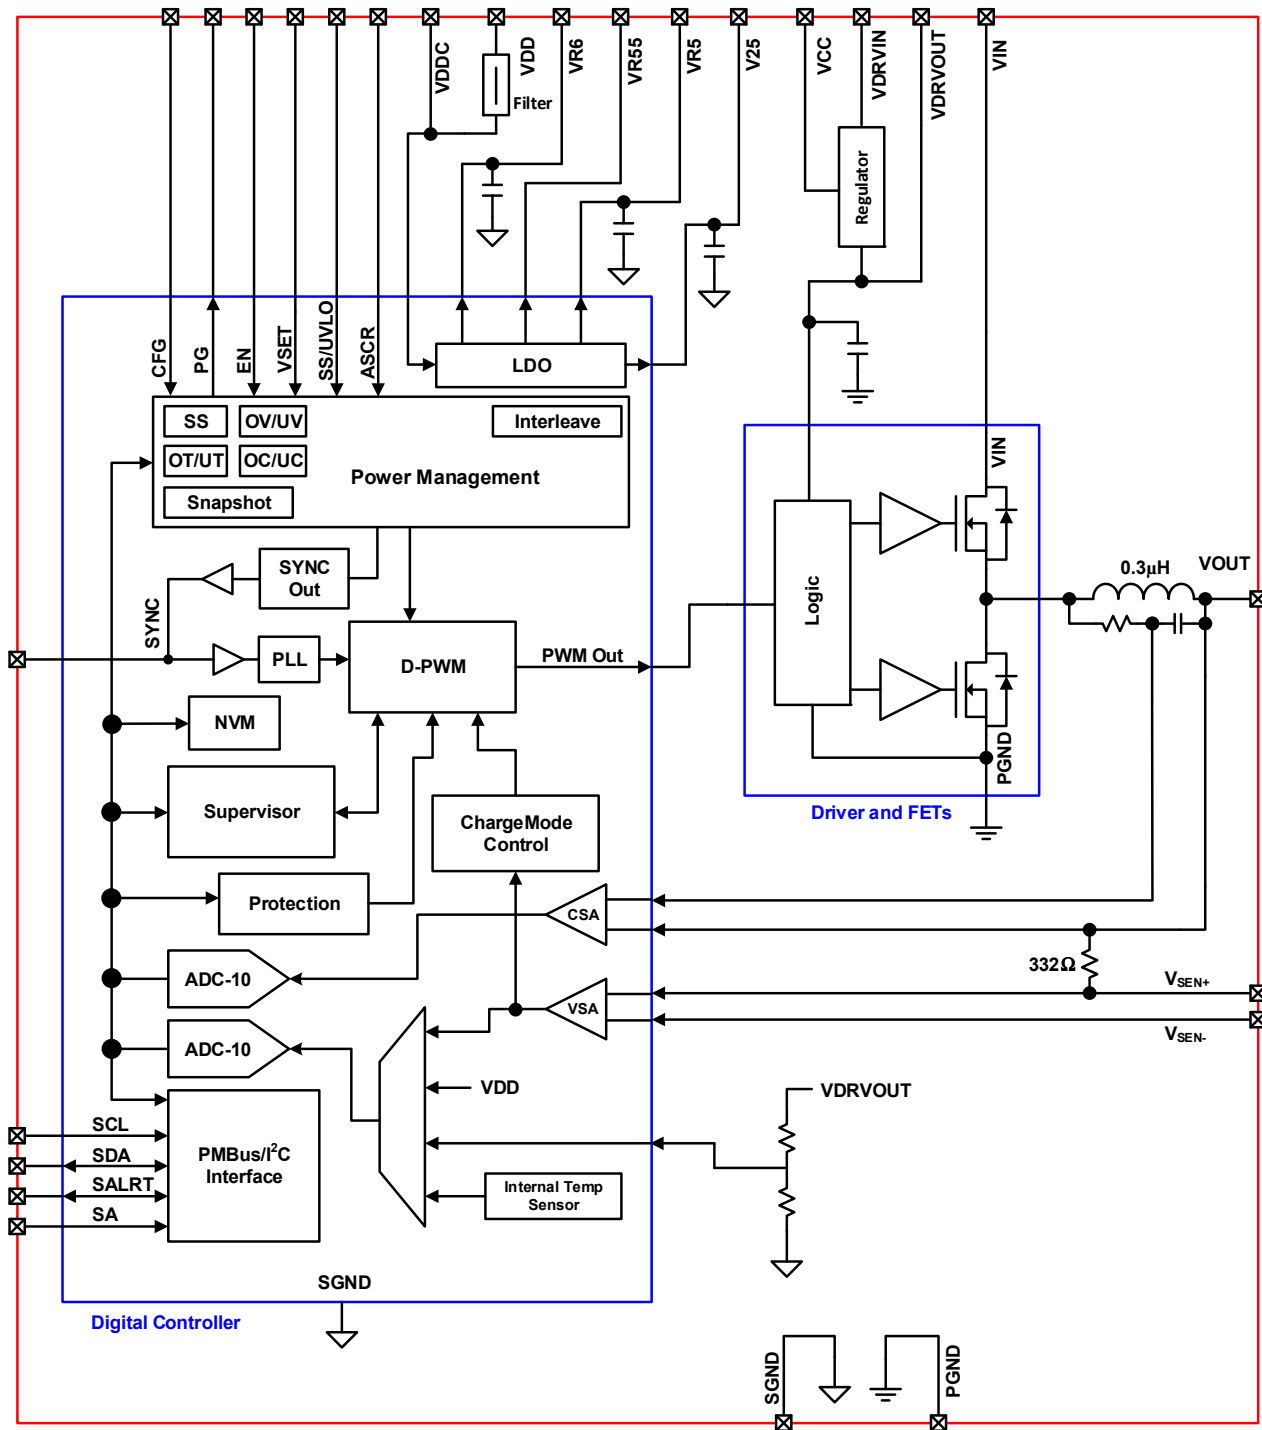 VDDC
VDD
VR6
VR55
VR5
V25
VCC
VDRVIN
VDRVOUT
VIN
Filter
Regulator
CFG
PG
EN
VSET
SS/UVLO
ASCR
LDO
SS
OV/UV
Interleave
OT/UT
OC/UC
Power Management
Snapshot
VIN
SYNC
Out
SYNC
PLL
D-PWM
PWM Out
Logic
0.3μH
VOUT
NVM
PGND
Supervisor
ChargeMode
Control
Driver and FETs
Protection
CSA
ADC-10
332Ω
VSEN+
VSA
VSEN-
ADC-10
VDD
VDRVOUT
SCL
SDA
SALRT
SA
PMBus/I²C
Interface
Internal Temp
Sensor
SGND
Digital Controller
SGND
PGND